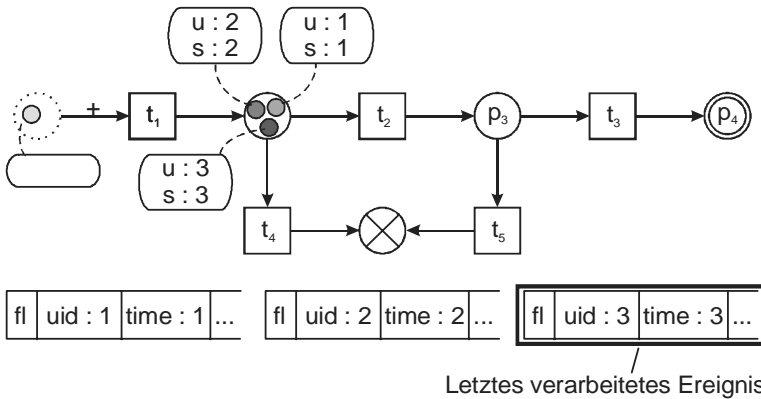 u : 2
s : 2
u : 1
s : 1
+
t1
t2
p3
t3
p4
u : 3
s : 3
t4
t5
fl uid : 1 time : 1 ...
fl uid : 2 time : 2 ...
fl uid : 3 time : 3 ...
Letztes verarbeitetes Ereignis